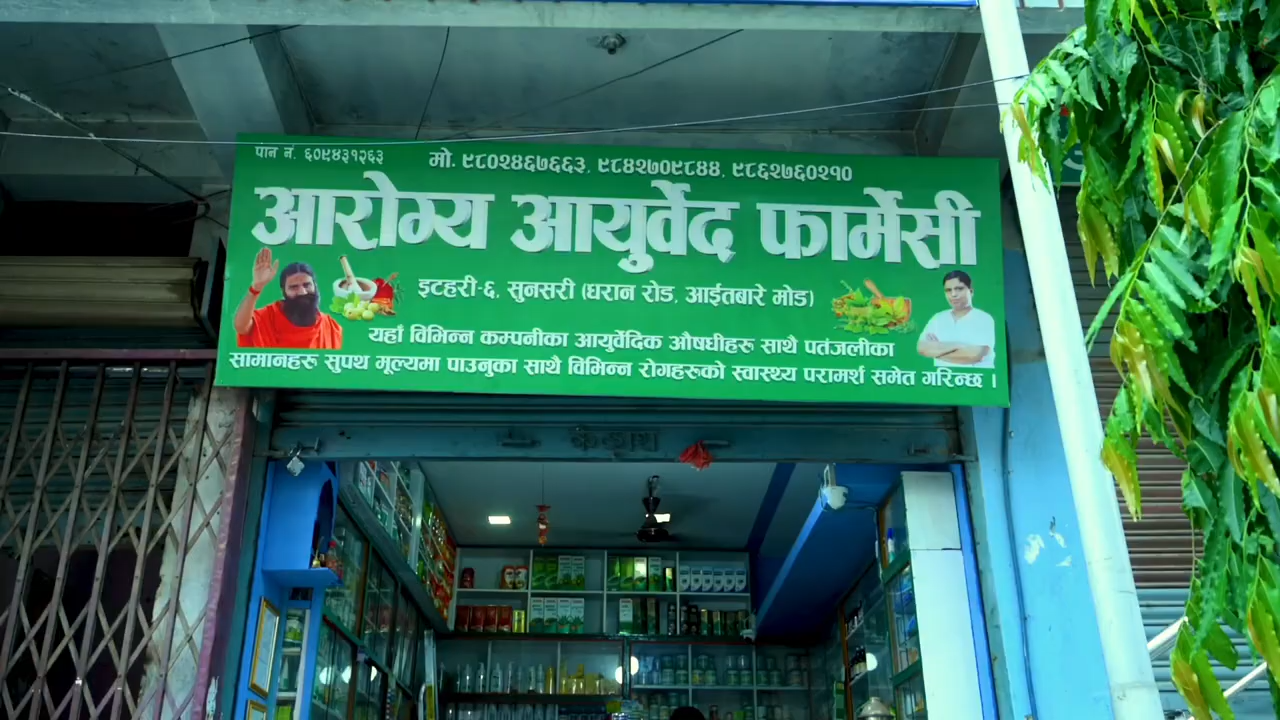 पान नं. ६०९४३१२६३
मो. ९८०२४६७६६३, ९८४२७०९८४४, ९८६२७६०२१०
आरोग्य आयुर्वेद फार्मेसी
इटहरी-६, सुनसरी (धरान रोड, आईतबारे मोड)
यहाँ विभिन्न कम्पनीका आयुर्वेदिक औषधीहरू साथै पतंजलीका
सामानहरू सुपथ मूल्यमा पाउनुका साथै विभिन्न रोगहरूको स्वास्थ्य परामर्श समेत गरिन्छ ।